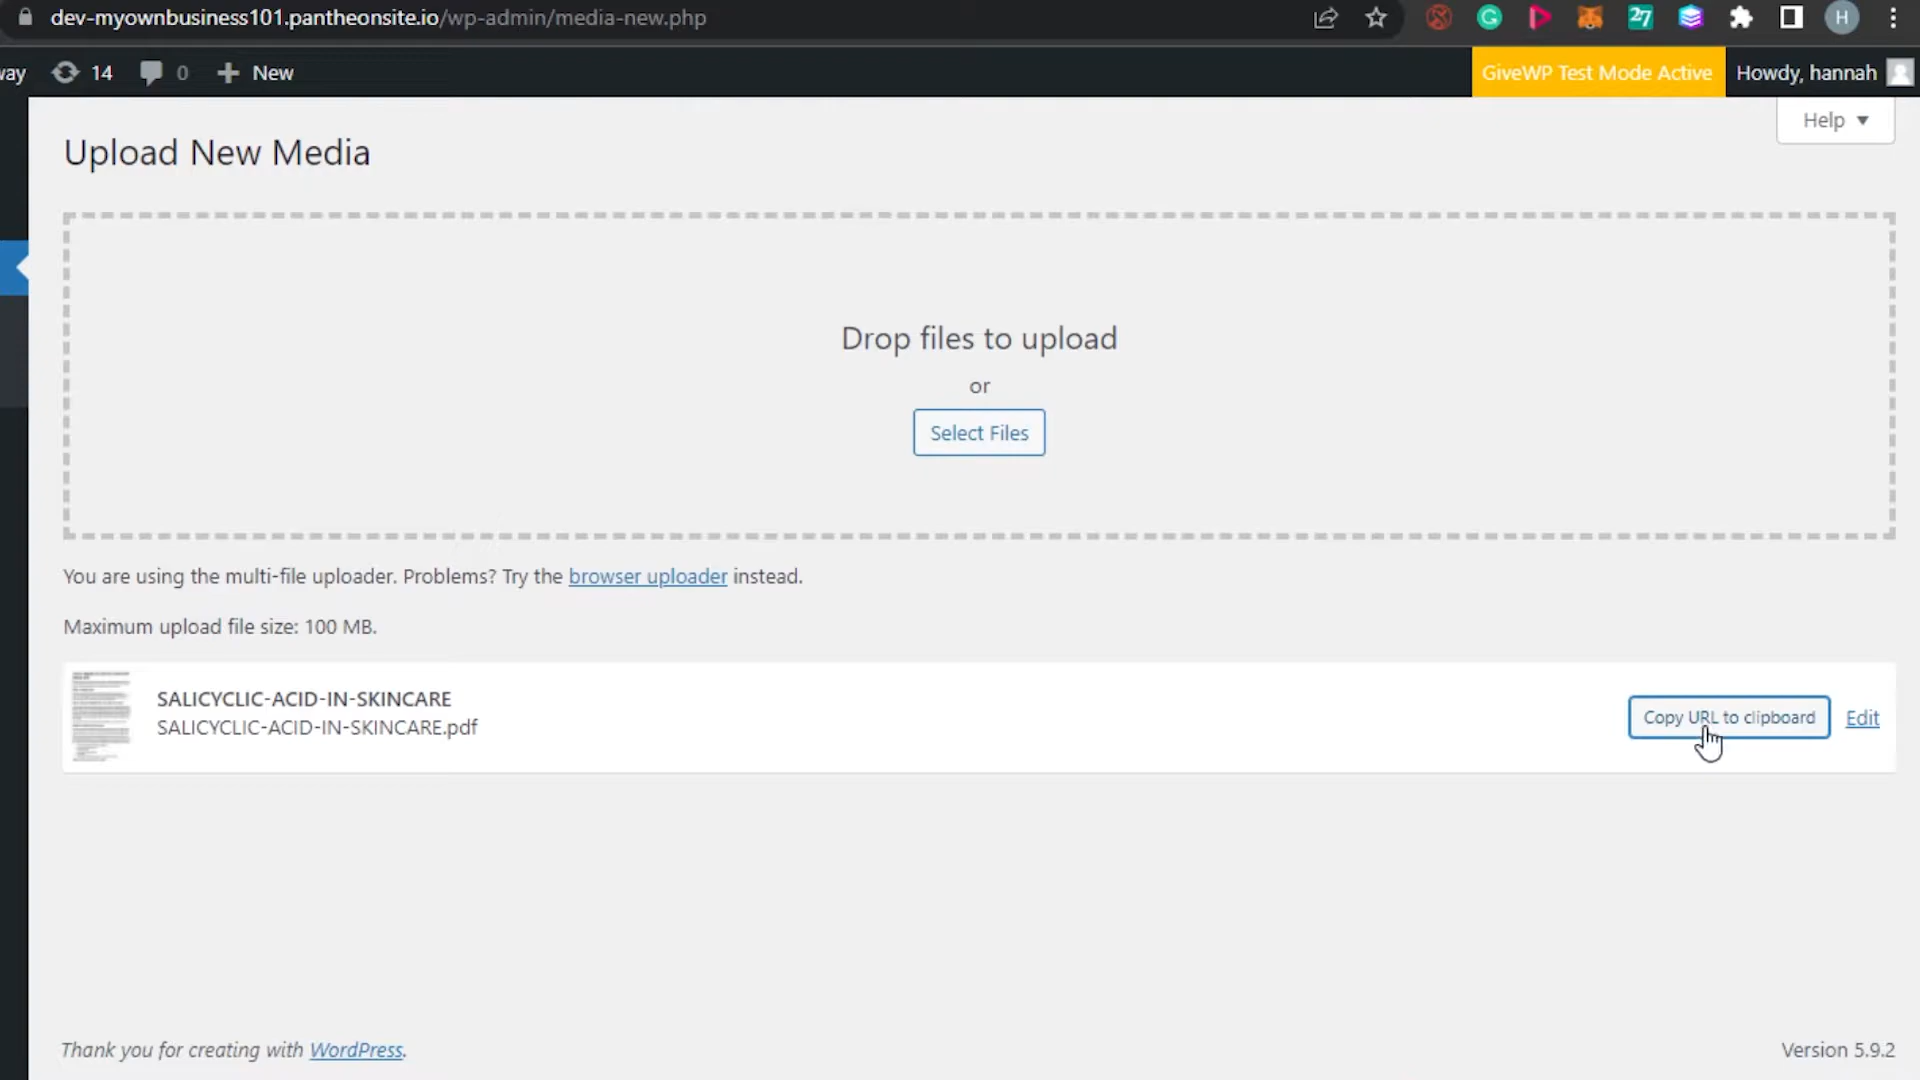 dev-myownbusiness101.pantheonsite.io/wp-admin/media-new.php
27
H
way
14
0
New
GiveWP Test Mode Active
Howdy, hannah
Help
Upload New Media
Drop files to upload
or
Select Files
You are using the multi-file uploader. Problems? Try the browser uploader instead.
Maximum upload file size: 100 MB.
SALICYCLIC-ACID-IN-SKINCARE
SALICYCLIC-ACID-IN-SKINCARE.pdf
Copy URL to clipboard
Edit
Thank you for creating with WordPress.
Version 5.9.2